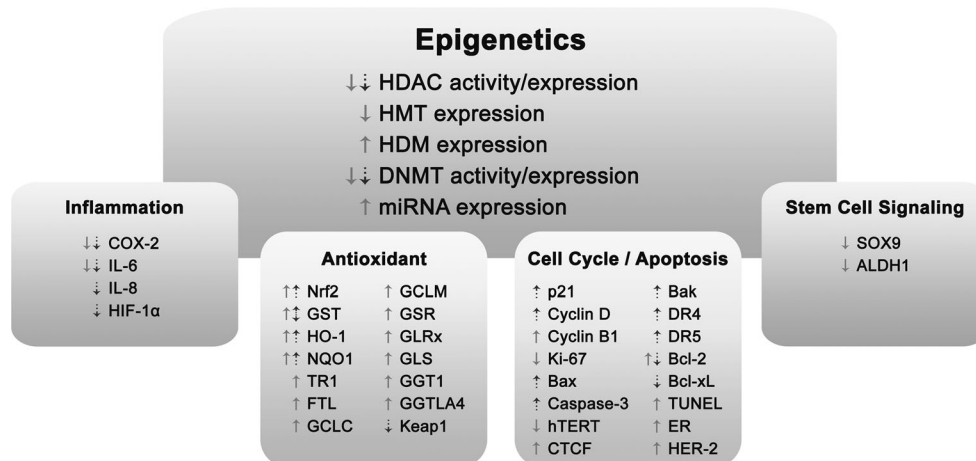 Epigenetics
↓⇣ HDAC activity/expression
↓ HMT expression
↑ HDM expression
↓⇣ DNMT activity/expression
↑ miRNA expression
Inflammation
↓⇣ COX-2
↓⇣ IL-6
⇣ IL-8
⇣ HIF-1α
Antioxidant
↑⇡ Nrf2
↑↕ GST
↑⇡ HO-1
↑⇡ NQO1
↑ TR1
↑ FTL
↑ GCLC
↑ GCLM
↑ GSR
↑ GLRx
↑ GLS
↑ GGT1
↑ GGTLA4
⇣ Keap1
Cell Cycle / Apoptosis
⇡ p21
⇡ Cyclin D
↑ Cyclin B1
↓ Ki-67
⇡ Bax
⇡ Caspase-3
↓ hTERT
↑ CTCF
⇡ Bak
⇡ DR4
⇡ DR5
↑⇣ Bcl-2
⇣ Bcl-xL
↑ TUNEL
↑ ER
↑ HER-2
Stem Cell Signaling
↓ SOX9
↓ ALDH1